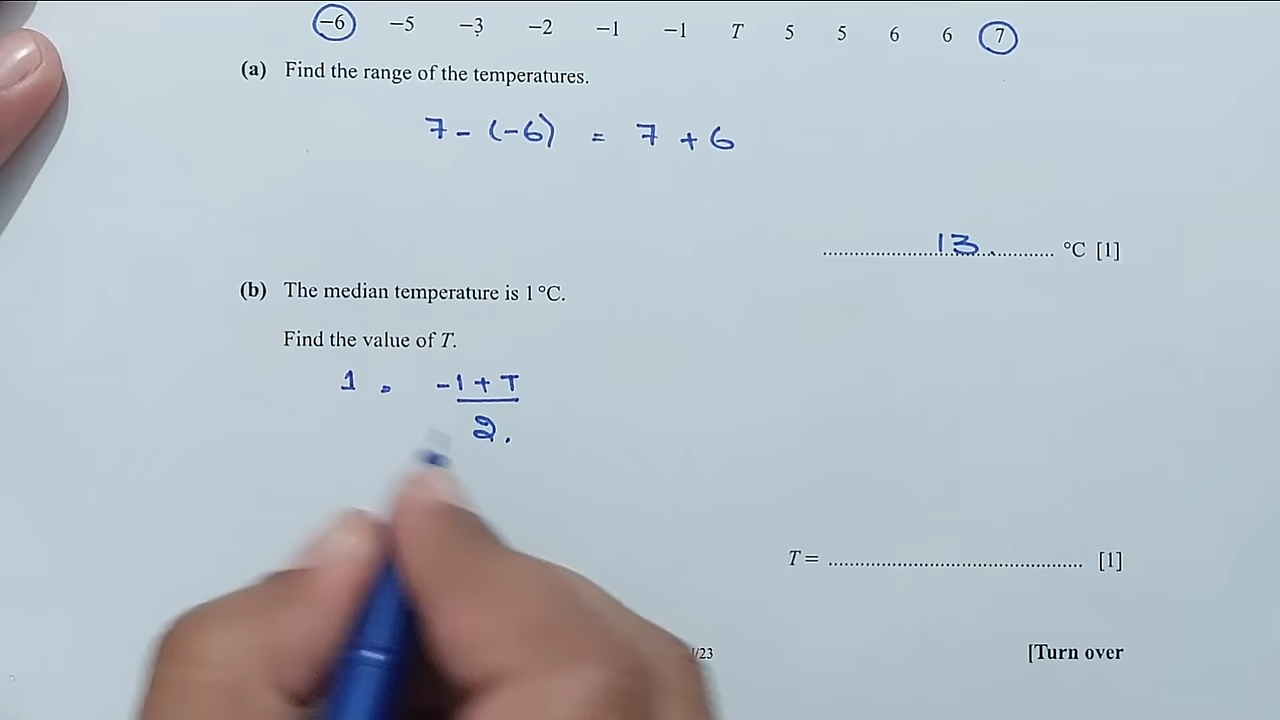 −6 −5 −3 −2 −1 −1 T 5 5 6 6 7
(a) Find the range of the temperatures.
7 - (-6) = 7 + 6
13. °C [1]
(b) The median temperature is 1 °C.
Find the value of T.
1 = -1 + T
2.
T = ................................................ [1]
/23
[Turn over